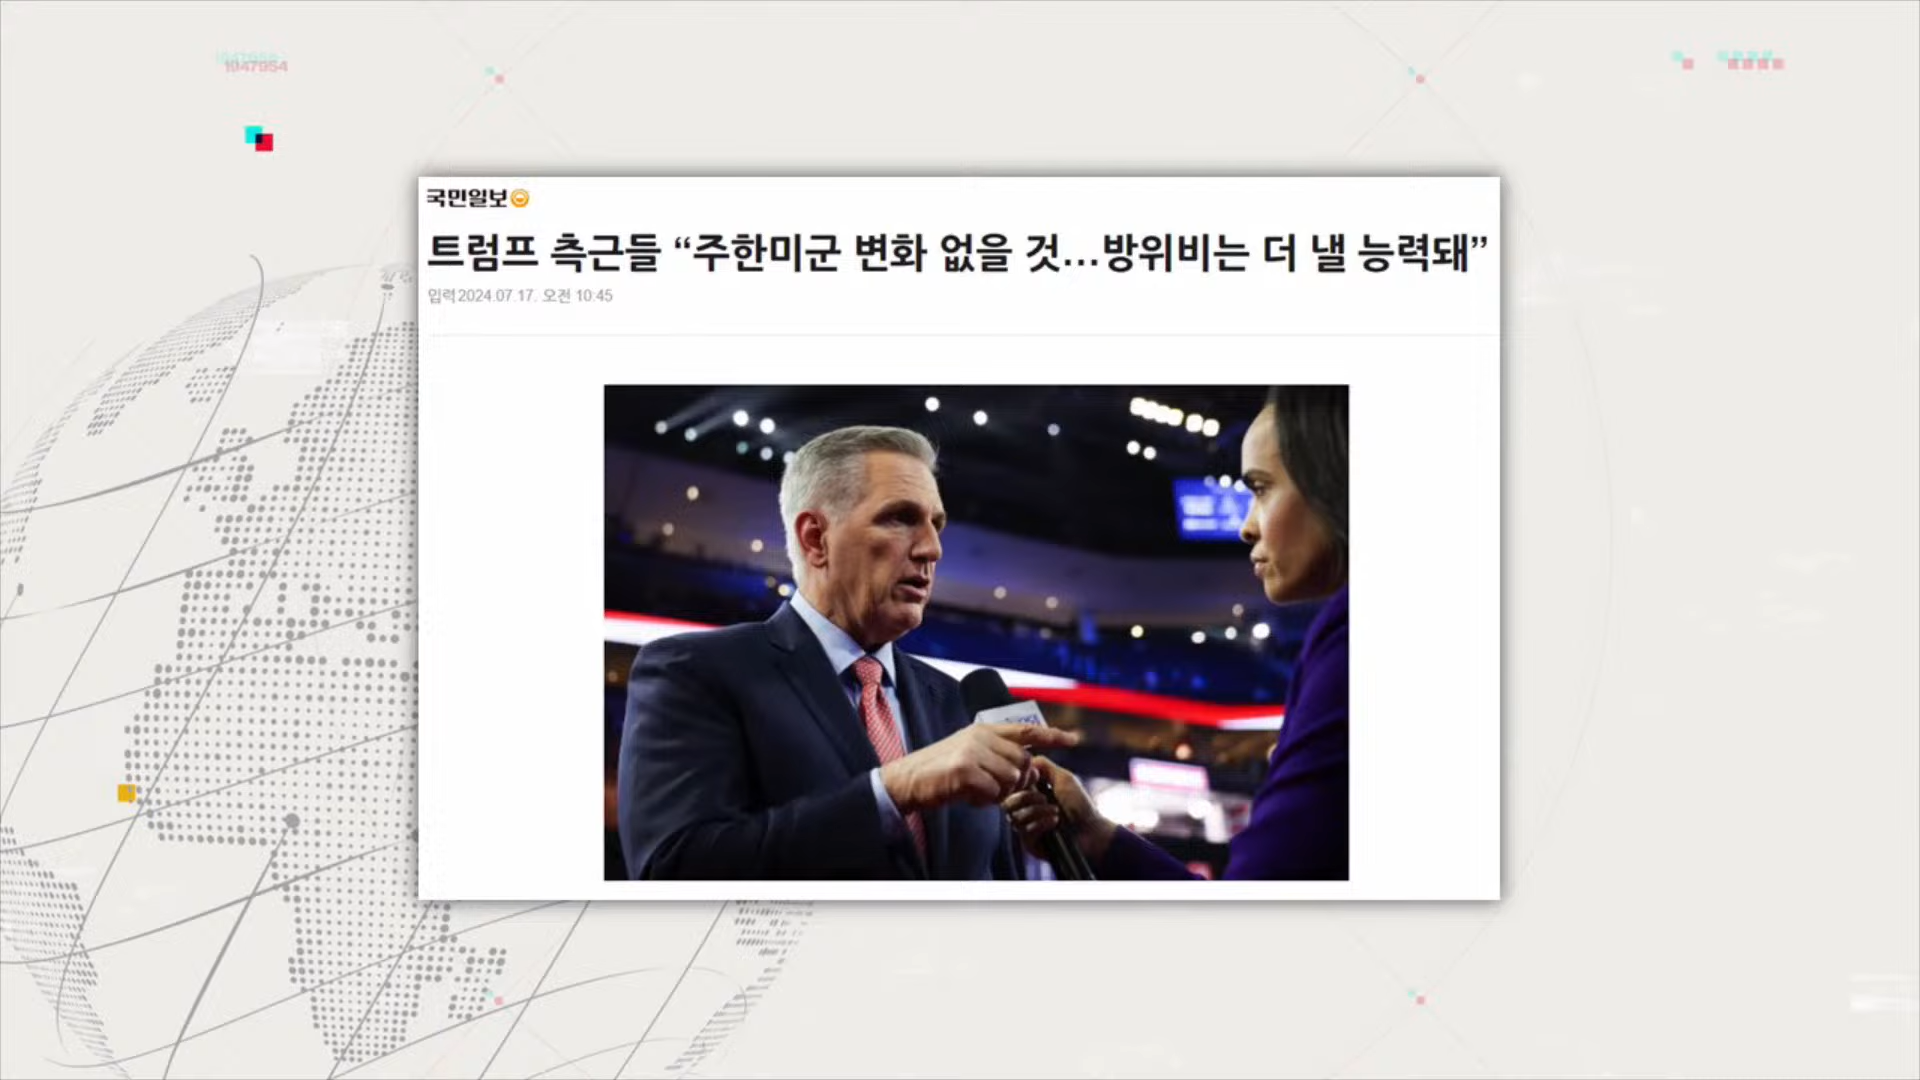 1947954
국민일보
트럼프 측근들 “주한미군 변화 없을 것...방위비는 더 낼 능력돼”
입력 2024.07.17. 오전 10:45